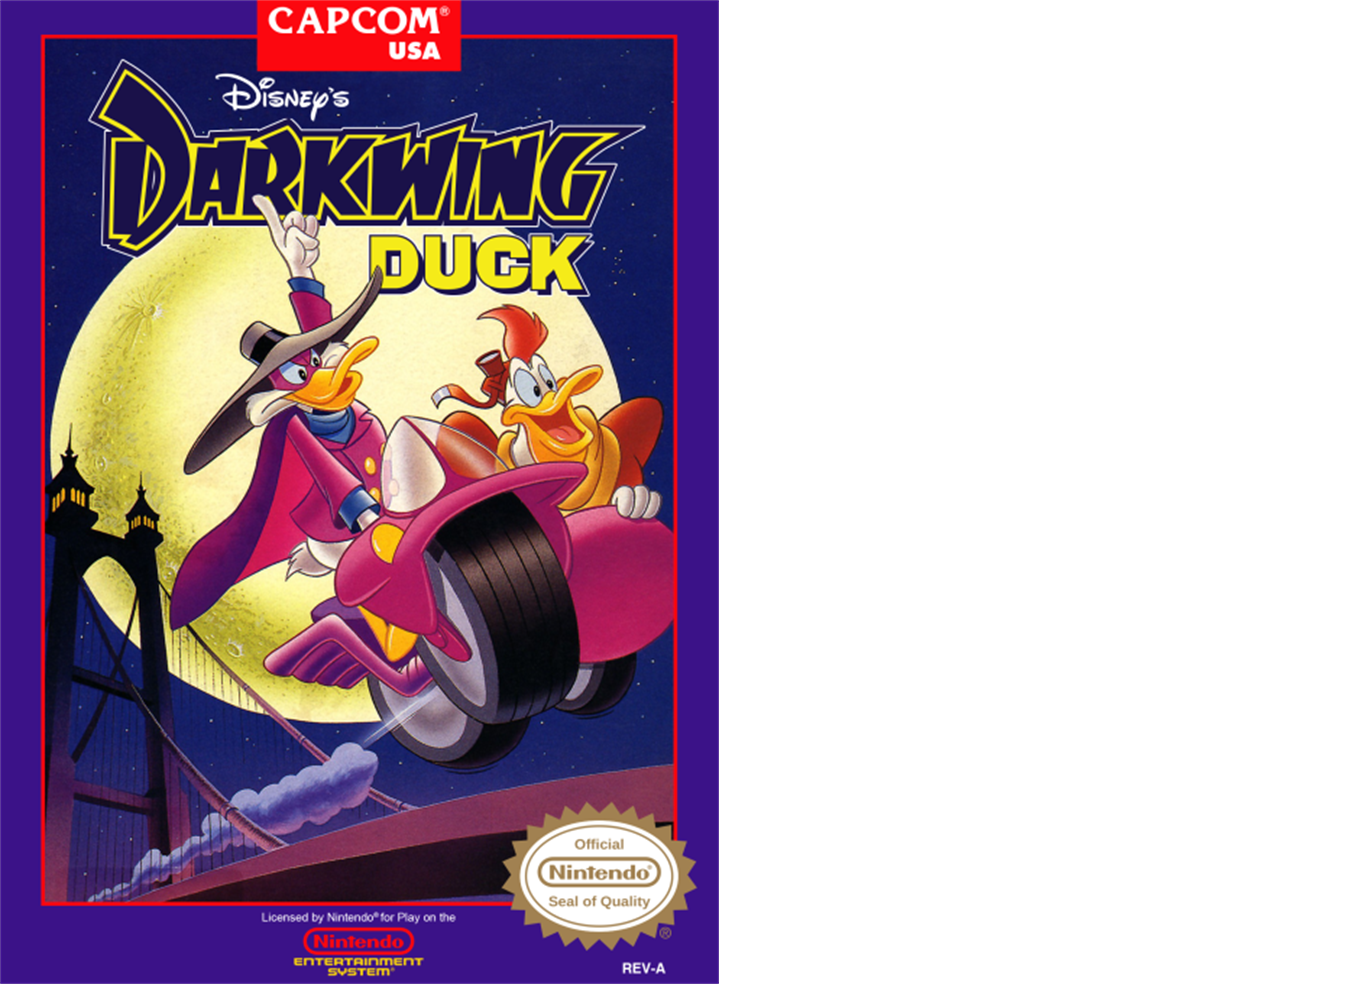 CAPCOM®
USA
Disney's
DARKWING
DUCK
Official
Nintendo®
Seal of Quality
®
Licensed by Nintendo® for Play on the
Nintendo
ENTERTAINMENT
SYSTEM®
REV-A